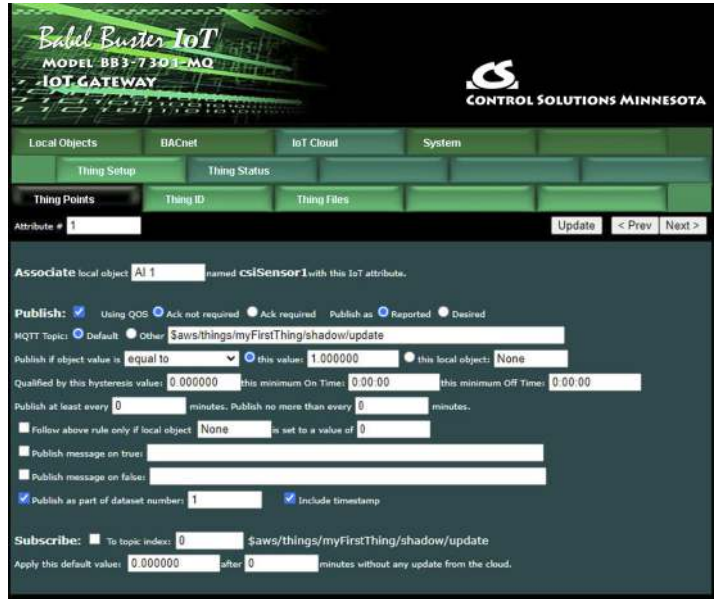 Babel Buster IoT
MODEL BB3-7301-MQ
IOT GATEWAY
CS
CONTROL SOLUTIONS MINNESOTA
Local Objects BACnet IoT Cloud System
Thing Setup Thing Status
Thing Points Thing ID Thing Files
Attribute # 1 Update < Prev Next >
Associate local object AI 1 named csiSensor1 with this IoT attribute.
Publish: Using QOS Ack not required Ack required Publish as Reported Desired
MQTT Topic: Default Other $aws/things/myFirstThing/shadow/update
Publish if object value is equal to this value: 1.000000 this local object: None
Qualified by this hysteresis value: 0.000000 this minimum On Time: 0:00:00 this minimum Off Time: 0:00:00
Publish at least every 0 minutes. Publish no more than every 0 minutes.
Follow above rule only if local object None is set to a value of 0
Publish message on true:
Publish message on false:
Publish as part of dataset number: 1 Include timestamp
Subscribe: To topic index: 0 $aws/things/myFirstThing/shadow/update
Apply this default value: 0.000000 after 0 minutes without any update from the cloud.